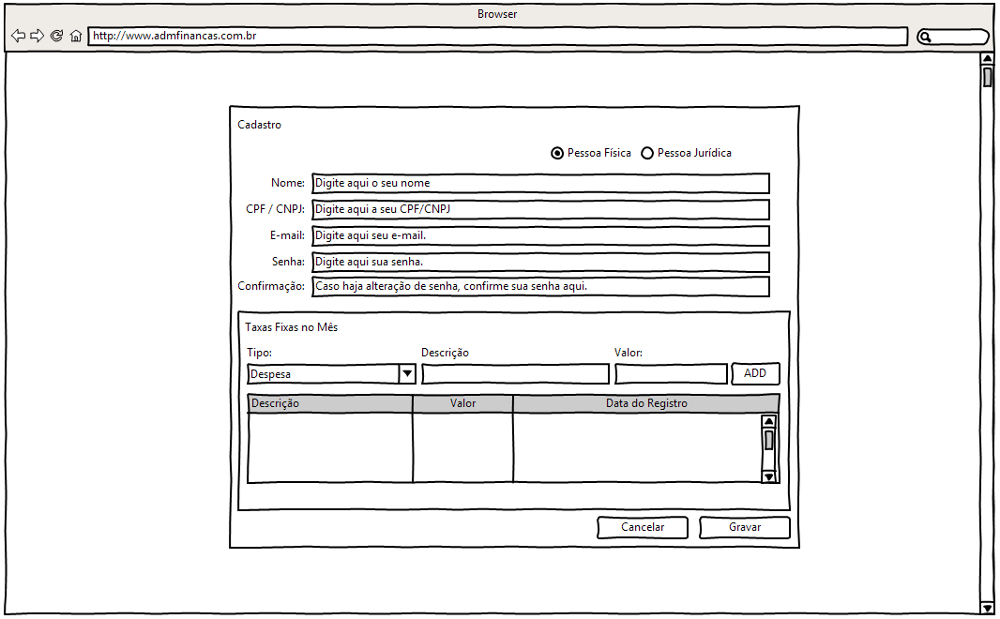 Browser
http://www.admfinancas.com.br
Cadastro
Pessoa Física Pessoa Jurídica
Nome: Digite aqui o seu nome
CPF / CNPJ: Digite aqui a seu CPF/CNPJ
E-mail: Digite aqui seu e-mail.
Senha: Digite aqui sua senha.
Confirmação: Caso haja alteração de senha, confirme sua senha aqui.
Taxas Fixas no Mês
Tipo: Descrição Valor:
Despesa ADD
Descrição Valor Data do Registro
Cancelar Gravar